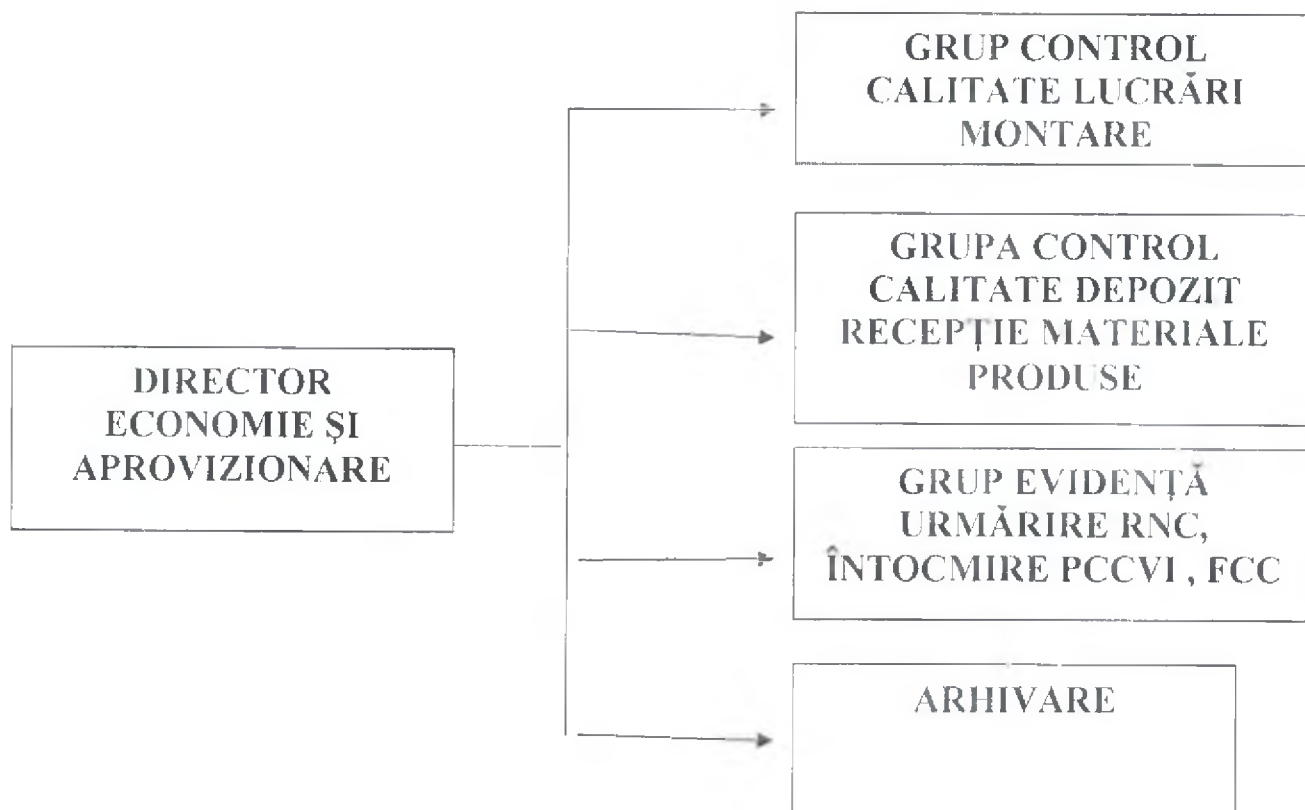 GRUP CONTROL
CALITATE LUCRĂRI
MONTARE
GRUPA CONTROL
CALITATE DEPOZIT
RECEPȚIE MATERIALE
PRODUSE
DIRECTOR
ECONOMIE ȘI
APROVIZIONARE
GRUP EVIDENȚĂ
URMĂRIRE RNC,
ÎNTOCMIRE PCCVI , FCC
ARHIVARE